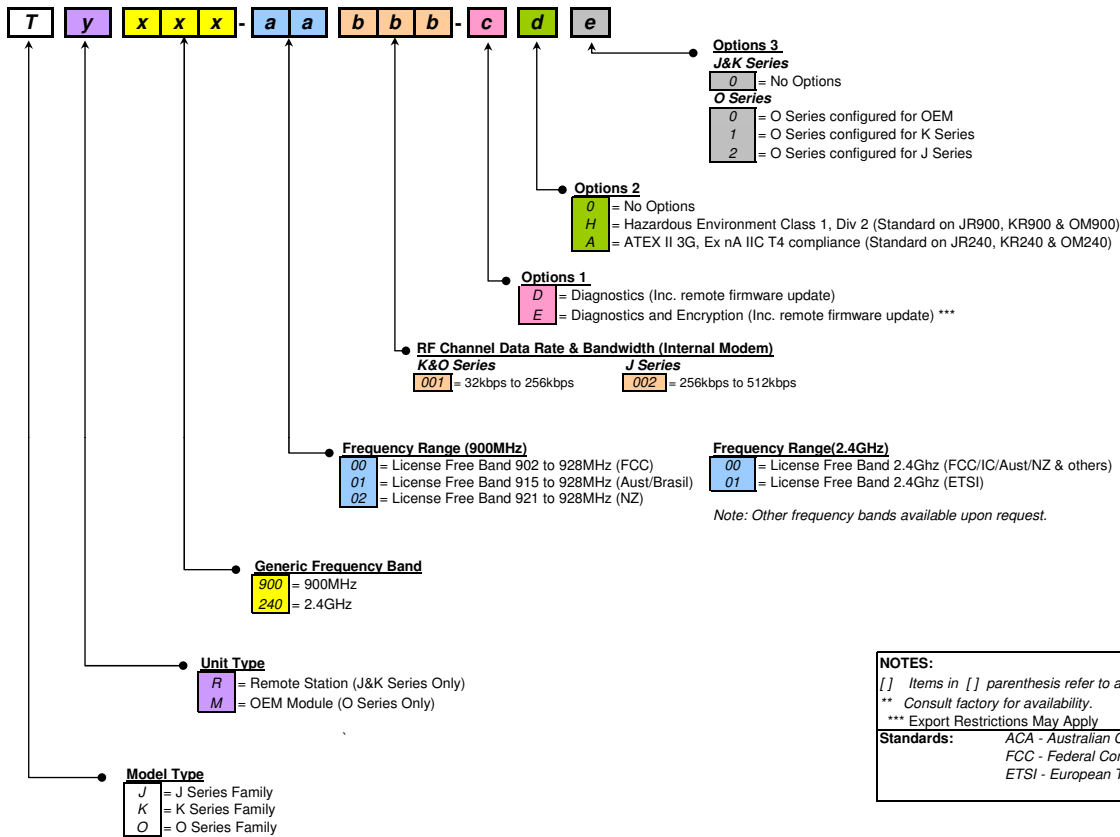 T y x x x - a a b b b - c d e
Options 3
J&K Series
0 = No Options
O Series
0 = O Series configured for OEM
1 = O Series configured for K Series
2 = O Series configured for J Series
Options 2
0 = No Options
H = Hazardous Environment Class 1, Div 2 (Standard on JR900, KR900 & OM900)
A = ATEX II 3G, Ex nA IIC T4 compliance (Standard on JR240, KR240 & OM240)
Options 1
D = Diagnostics (Inc. remote firmware update)
E = Diagnostics and Encryption (Inc. remote firmware update) ***
RF Channel Data Rate & Bandwidth (Internal Modem)
K&O Series J Series
001 = 32kbps to 256kbps 002 = 256kbps to 512kbps
Frequency Range (900MHz) Frequency Range(2.4GHz)
00 = License Free Band 902 to 928MHz (FCC) 00 = License Free Band 2.4Ghz (FCC/IC/Aust/NZ & others)
01 = License Free Band 915 to 928MHz (Aust/Brasil) 01 = License Free Band 2.4Ghz (ETSI)
02 = License Free Band 921 to 928MHz (NZ)
Note: Other frequency bands available upon request.
Generic Frequency Band
900 = 900MHz
240 = 2.4GHz
Unit Type
R = Remote Station (J&K Series Only)
M = OEM Module (O Series Only)
`
Model Type
J = J Series Family
K = K Series Family
O = O Series Family
NOTES:
[ ] Items in [ ] parenthesis refer to a
** Consult factory for availability.
*** Export Restrictions May Apply
Standards: ACA - Australian
FCC - Federal
ETSI - European